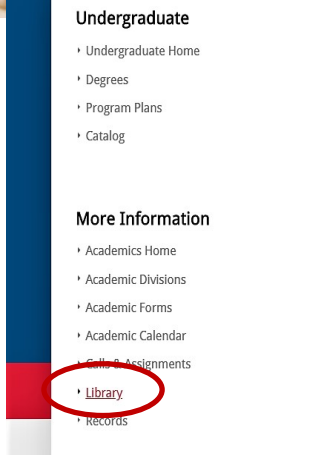 Undergraduate
Undergraduate Home
Degrees
Program Plans
Catalog
More Information
Academics Home
Academic Divisions
Academic Forms
Academic Calendar
Calls & Assignments
Library
Records